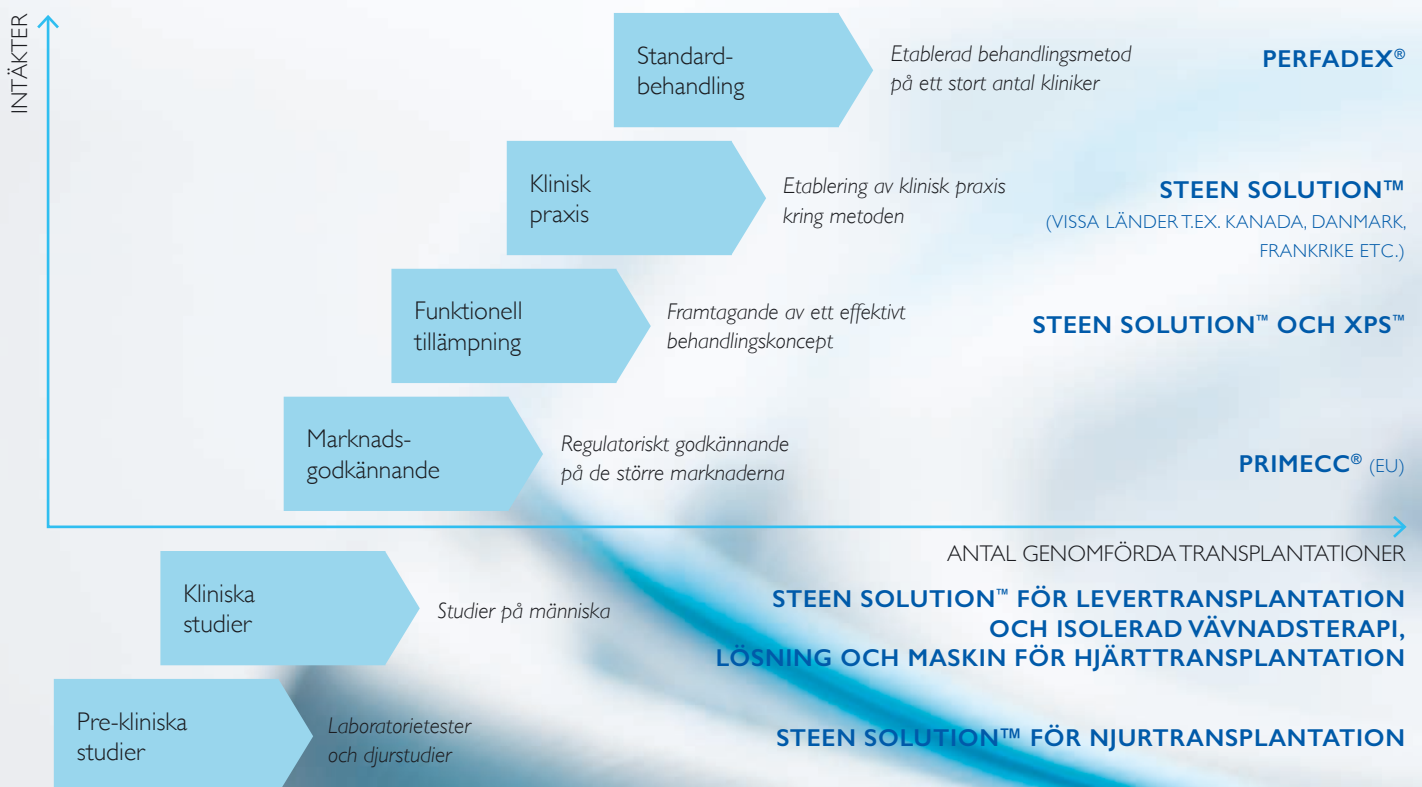 INTÄKTER
Standard-
behandling
Etablerad behandlingsmetod
på ett stort antal kliniker
PERFADEX®
Klinisk
praxis
Etablering av klinisk praxis
kring metoden
STEEN SOLUTION™
(VISSA LÄNDER T.EX. KANADA, DANMARK,
FRANKRIKE ETC.)
Funktionell
tillämpning
Framtagande av ett effektivt
behandlingskoncept
STEEN SOLUTION™ OCH XPS™
Marknads-
godkännande
Regulatoriskt godkännande
på de större marknaderna
PRIMECC® (EU)
ANTAL GENOMFÖRDA TRANSPLANTATIONER
Kliniska
studier
Studier på människa
STEEN SOLUTION™ FÖR LEVERTRANSPLANTATION
OCH ISOLERAD VÄVNADSTERAPI,
LÖSNING OCH MASKIN FÖR HJÄRTTRANSPLANTATION
Pre-kliniska
studier
Laboratorietester
och djurstudier
STEEN SOLUTION™ FÖR NJURTRANSPLANTATION